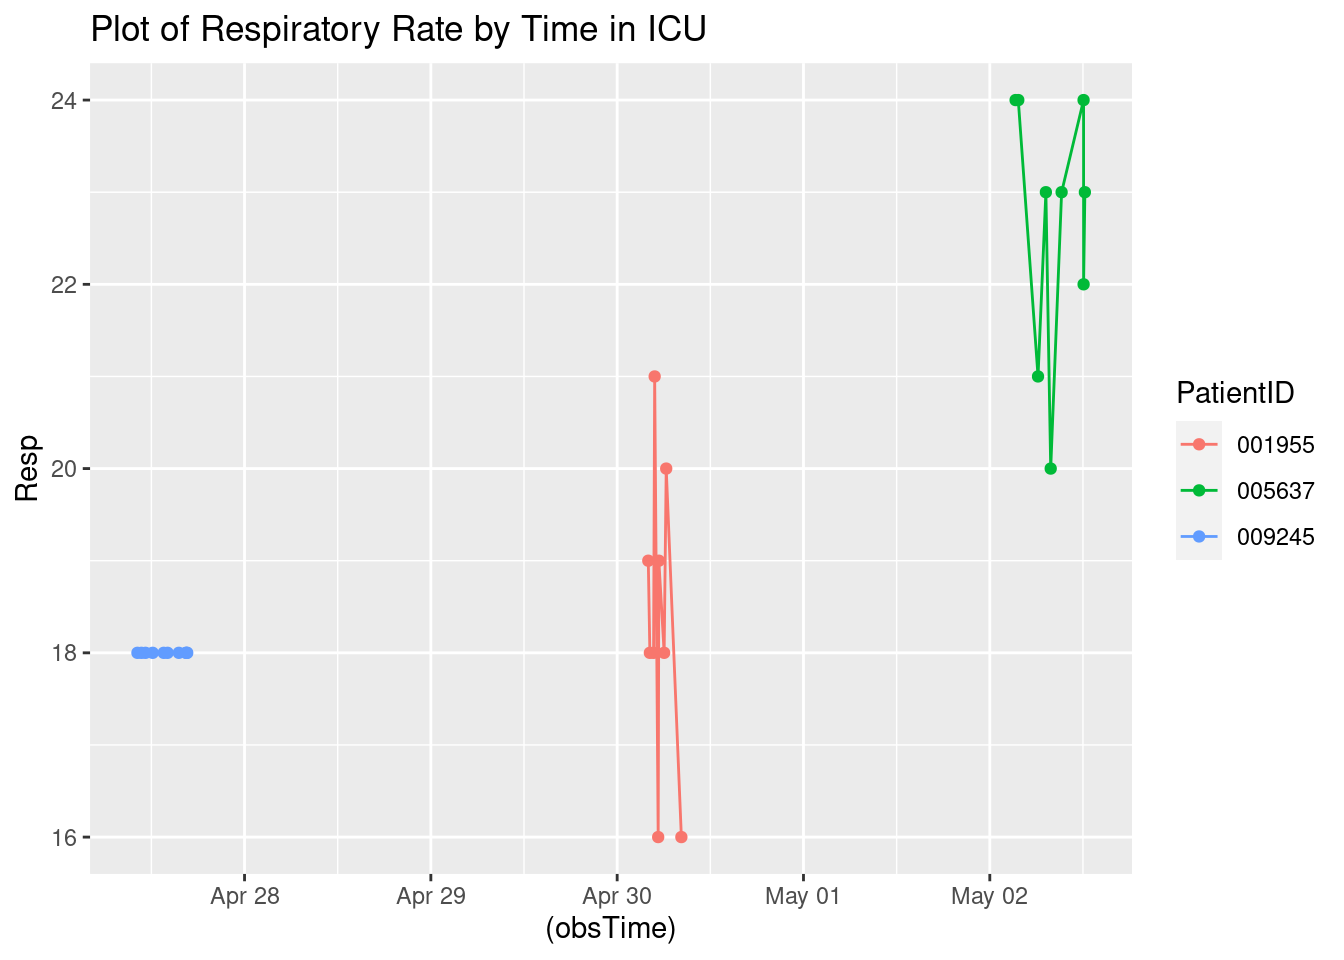 Plot of Respiratory Rate by Time in ICU
24
22
20
18
16
Resp
Apr 28
Apr 29
Apr 30
May 01
May 02
(obsTime)
PatientID
001955
005637
009245